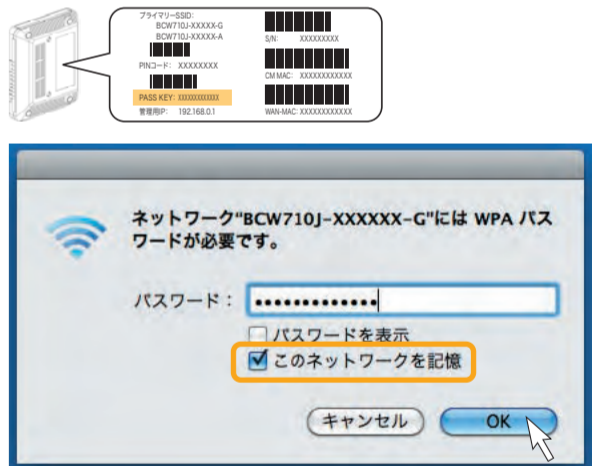 プライマリーSSID:
BCW710J-XXXXX-G
BCW710J-XXXXX-A
PINコード: XXXXXXXX
PASS KEY: XXXXXXXXXXXXX
管理用IP: 192.168.0.1
S/N: XXXXXXXXX
CM MAC: XXXXXXXXXXXX
WAN-MAC: XXXXXXXXXXXX
ネットワーク"BCW710J-XXXXXX-G"には WPA パス
ワードが必要です。
パスワード: •••••••••••••
パスワードを表示
このネットワークを記憶
キャンセル OK